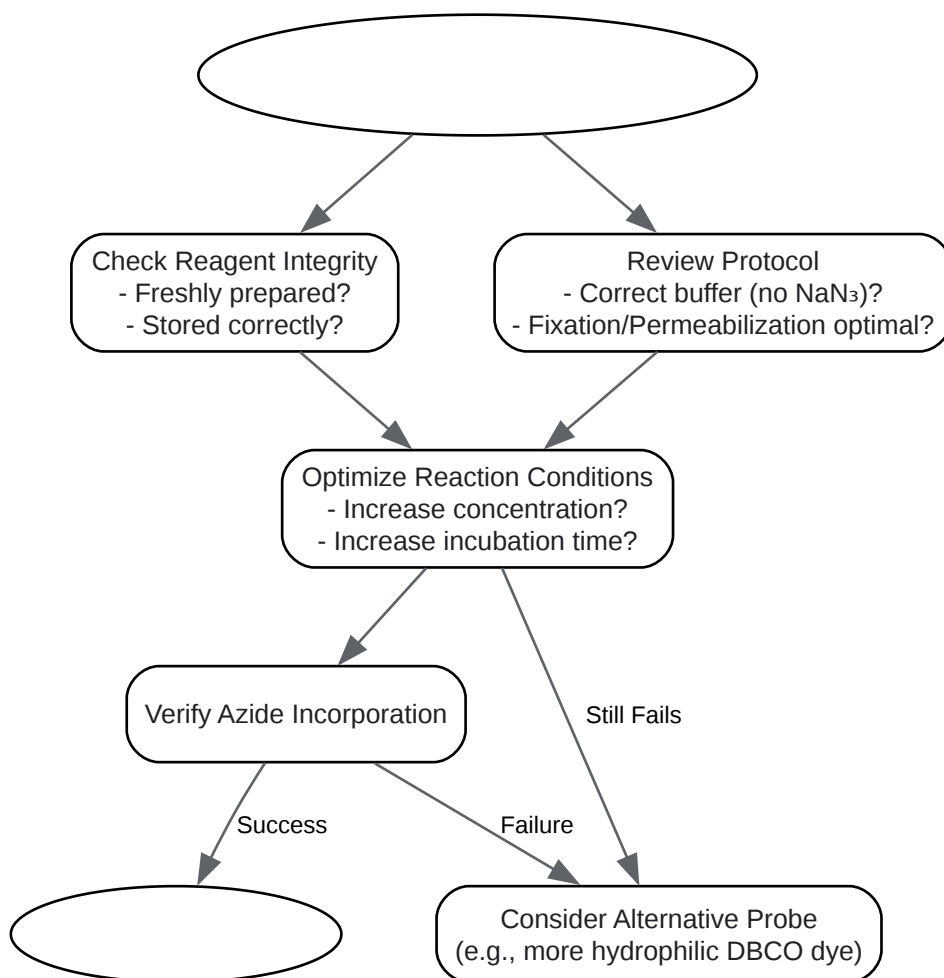 Check Reagent Integrity
- Freshly prepared?
- Stored correctly?
Review Protocol
- Correct buffer (no NaN₃)?
- Fixation/Permeabilization optimal?
Optimize Reaction Conditions
- Increase concentration?
- Increase incubation time?
Verify Azide Incorporation
Still Fails
Success
Failure
Consider Alternative Probe
(e.g., more hydrophilic DBCO dye)